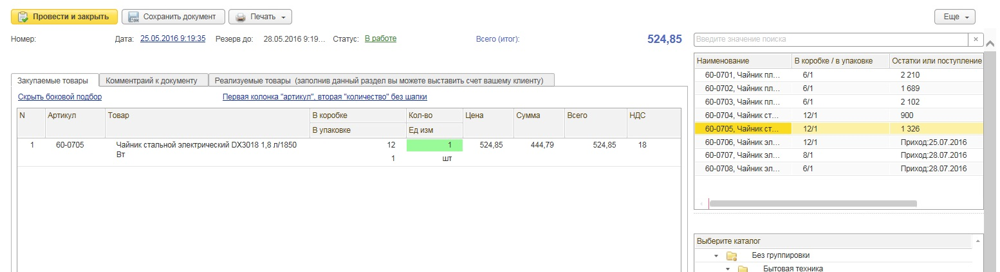 Провести и закрыть Сохранить документ Печать Еще
Номер: Дата: 25.05.2016 9:19:35 Резерв до: 28.05.2016 9:19... Статус: В работе Всего (итог): 524,85
Введите значение поиска
Закупаемые товары Комментраий к документу Реализуемые товары (заполнив данный раздел вы можете выставить счет вашему клиенту)
Скрыть боковой подбор Первая колонка "артикул", вторая "количество" без шапки
N Артикул Товар В коробке Кол-во Цена Сумма Всего НДС
В упаковке Ед изм
1 60-0705 Чайник стальной электрический DX3018 1,8 л/1850 12 1 524,85 444,79 524,85 18
Вт 1 шт
Наименование В коробке / в упаковке Остатки или поступление
60-0701, Чайник пл... 6/1 2 210
60-0702, Чайник пл... 6/1 1 689
60-0703, Чайник пл... 6/1 2 102
60-0704, Чайник ст... 12/1 900
60-0705, Чайник ст... 12/1 1 326
60-0706, Чайник эл... 12/1 Приход:25.07.2016
60-0707, Чайник эл... 8/1 Приход:28.07.2016
60-0708, Чайник эл... 6/1 Приход:28.07.2016
Выберите каталог
Без группировки
Бытовая техника